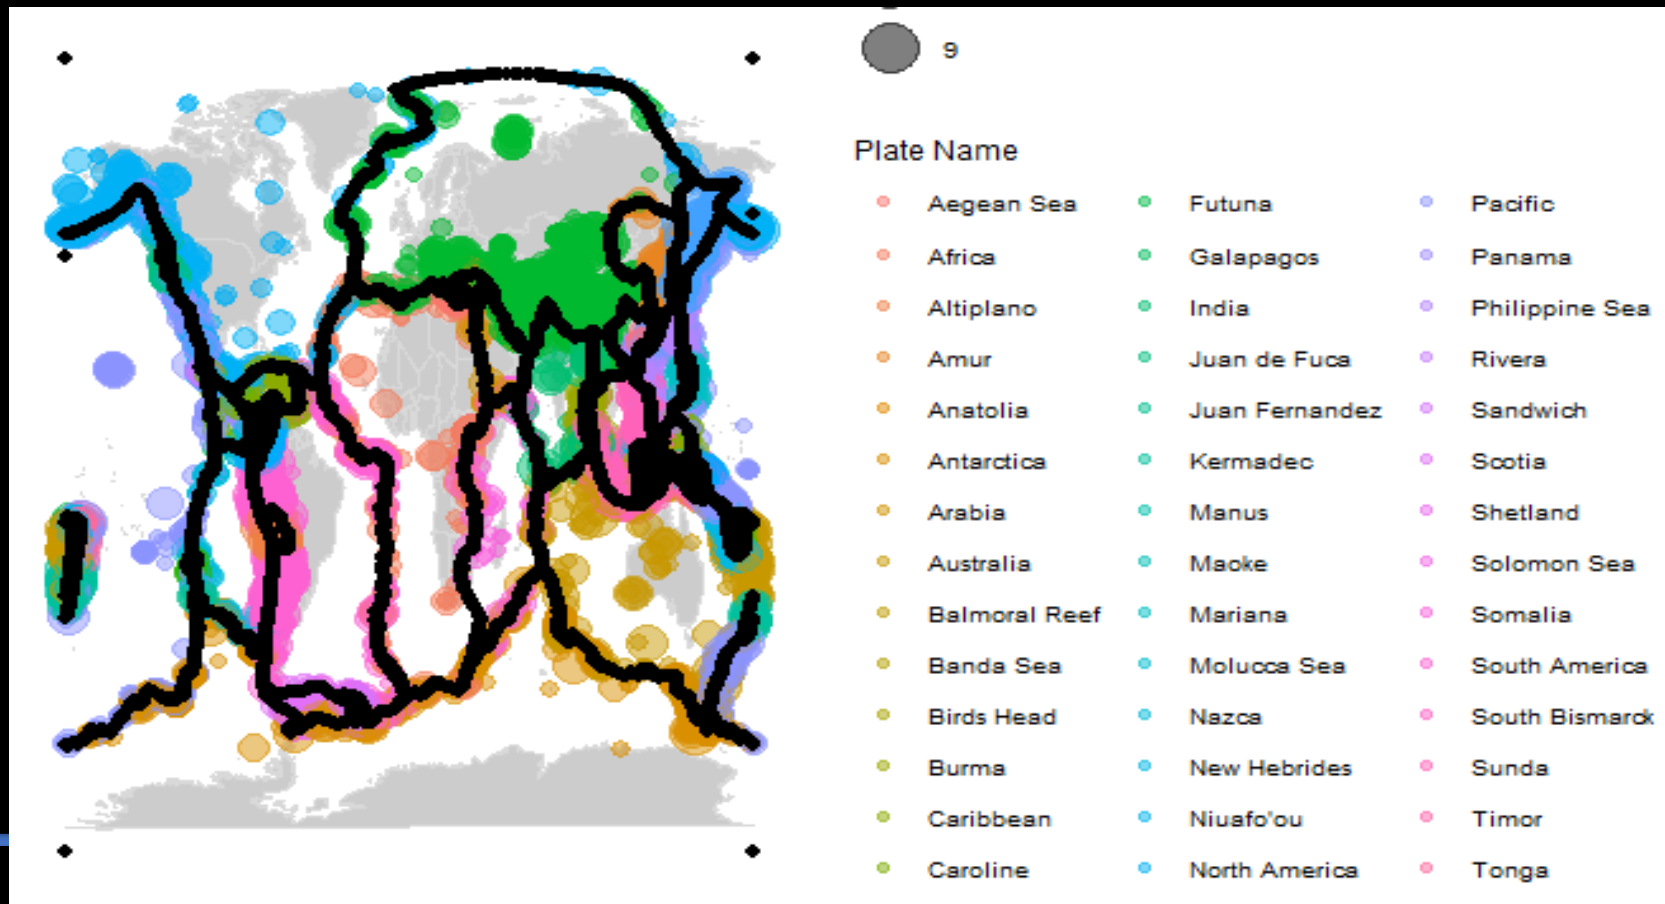 9
Plate Name
Aegean Sea Futuna Pacific
Africa Galapagos Panama
Altiplano India Philippine Sea
Amur Juan de Fuca Rivera
Anatolia Juan Fernandez Sandwich
Antarctica Kermadec Scotia
Arabia Manus Shetland
Australia Maoke Solomon Sea
Balmoral Reef Mariana Somalia
Banda Sea Molucca Sea South America
Birds Head Nazca South Bismarck
Burma New Hebrides Sunda
Caribbean Niuafo'ou Timor
Caroline North America Tonga